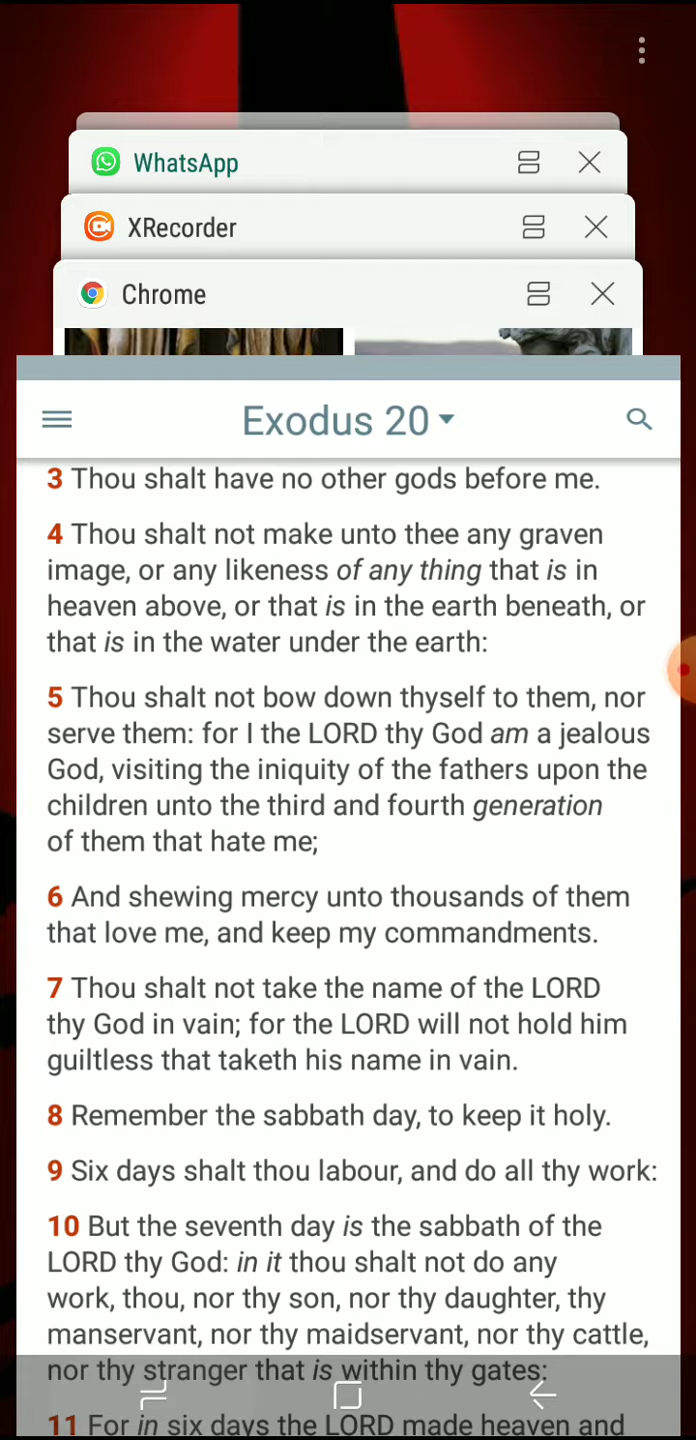 WhatsApp
XRecorder
Chrome
Exodus 20
3 Thou shalt have no other gods before me.
4 Thou shalt not make unto thee any graven
image, or any likeness of any thing that is in
heaven above, or that is in the earth beneath, or
that is in the water under the earth:
5 Thou shalt not bow down thyself to them, nor
serve them: for I the LORD thy God am a jealous
God, visiting the iniquity of the fathers upon the
children unto the third and fourth generation
of them that hate me;
6 And shewing mercy unto thousands of them
that love me, and keep my commandments.
7 Thou shalt not take the name of the LORD
thy God in vain; for the LORD will not hold him
guiltless that taketh his name in vain.
8 Remember the sabbath day, to keep it holy.
9 Six days shalt thou labour, and do all thy work:
10 But the seventh day is the sabbath of the
LORD thy God: in it thou shalt not do any
work, thou, nor thy son, nor thy daughter, thy
manservant, nor thy maidservant, nor thy cattle,
nor thy stranger that is within thy gates:
11 For in six days the LORD made heaven and